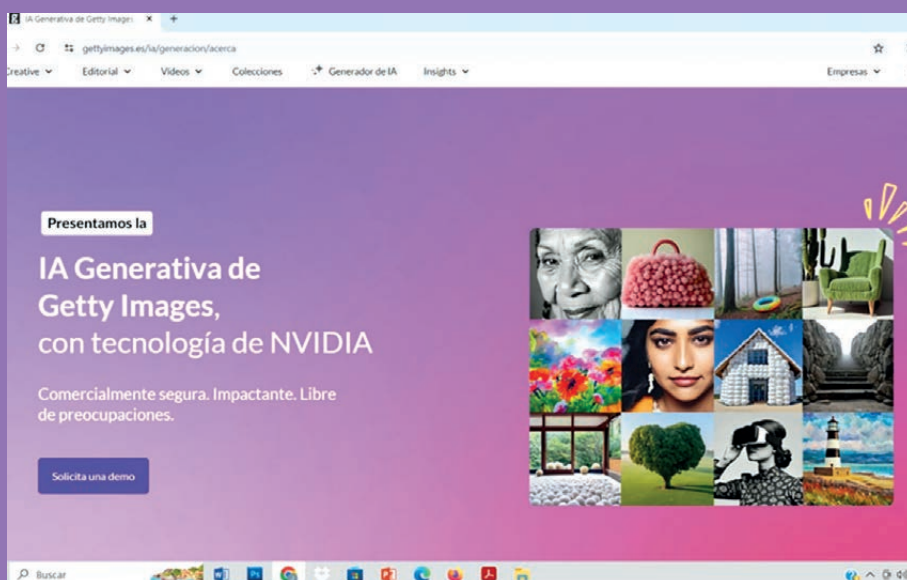 IA Generativa de Getty Images
gettyimages.es/ia/generacion/acerca
Creative Editorial Vídeos Colecciones Generador de IA Insights Empresas
Presentamos la
IA Generativa de
Getty Images,
con tecnología de NVIDIA
Comercialmente segura. Impactante. Libre
de preocupaciones.
Solicita una demo
Buscar